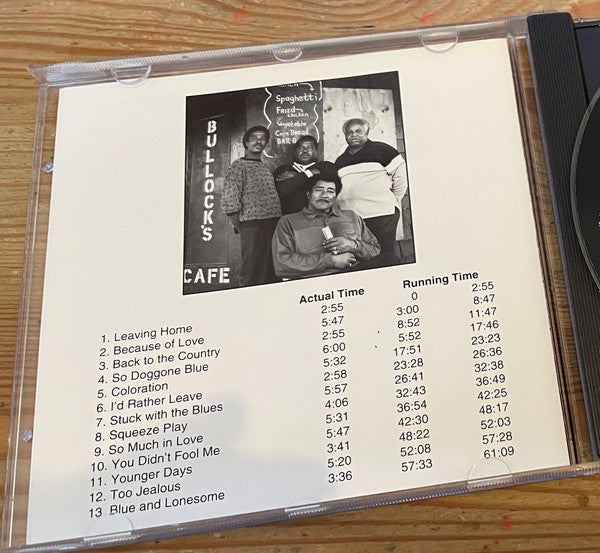 Spaghetti
FRIED
CHICKEN
Vegetable
Corn Bread
BAR B
BULLOCK'S
CAFE
Actual Time Running Time
1. Leaving Home 2:55 0 2:55
2. Because of Love 5:47 3:00 8:47
3. Back to the Country 2:55 8:52 11:47
4. So Doggone Blue 6:00 5:52 17:46
5. Coloration 5:32 17:51 23:23
6. I'd Rather Leave 2:58 23:28 26:36
7. Stuck with the Blues 5:57 26:41 32:38
8. Squeeze Play 4:06 32:43 36:49
9. So Much in Love 5:31 36:54 42:25
10. You Didn't Fool Me 5:47 42:30 48:17
11. Younger Days 3:41 48:22 52:03
12. Too Jealous 5:20 52:08 57:28
13 Blue and Lonesome 3:36 57:33 61:09